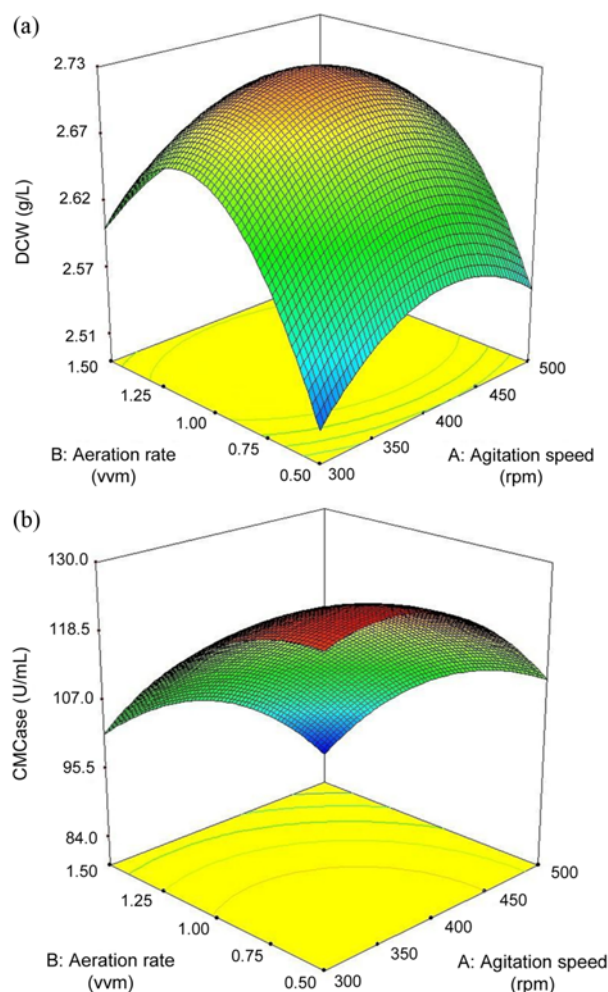 (a)
2.73
2.67
2.62
2.57
2.51
DCW (g/L)
1.50
1.25
1.00
0.75
0.50
B: Aeration rate
(vvm)
300
350
400
450
500
A: Agitation speed
(rpm)
(b)
130.0
118.5
107.0
95.5
84.0
CMCase (U/mL)
1.50
1.25
1.00
0.75
0.50
B: Aeration rate
(vvm)
300
350
400
450
500
A: Agitation speed
(rpm)